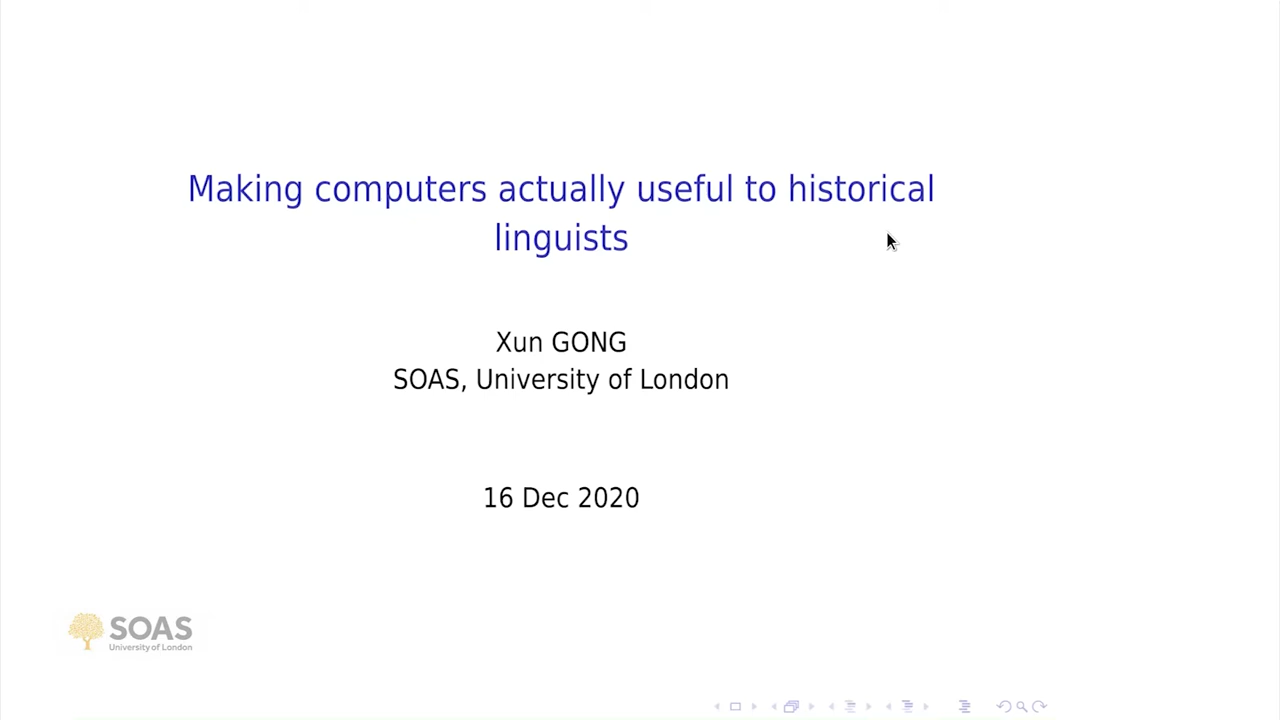 Making computers actually useful to historical
linguists
Xun GONG
SOAS, University of London
16 Dec 2020
SOAS
University of London